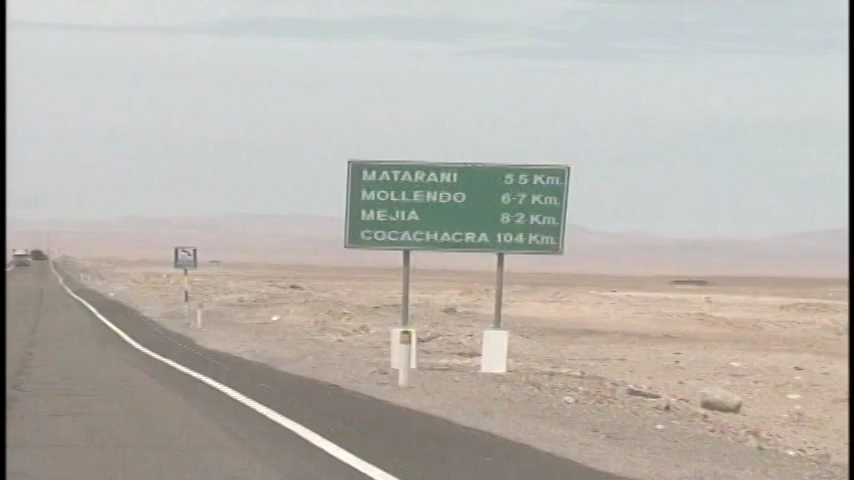 MATARANI 55 Km.
MOLLENDO 67 Km.
MEJIA 82 Km.
COCACHACRA 104 Km.